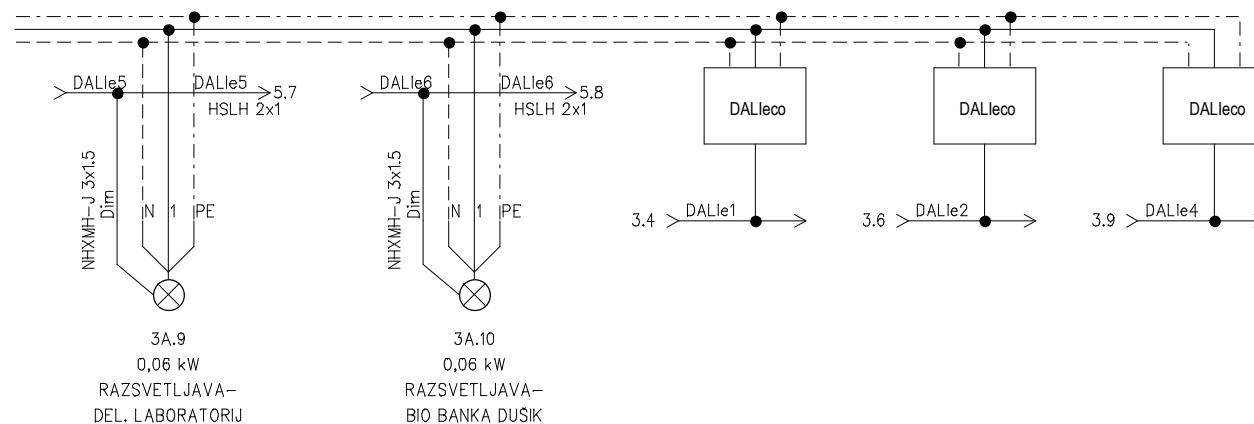 DALIe5
DALIe5
5.7
HSLH 2x1
NHXMH-J 3x1.5
Dim
N
1
PE
3A.9
0,06 kW
RAZSVETLJAVA-
DEL. LABORATORIJ
DALIe6
DALIe6
5.8
HSLH 2x1
NHXMH-J 3x1.5
Dim
N
1
PE
3A.10
0,06 kW
RAZSVETLJAVA-
BIO BANKA DUŠIK
DALIeco
3.4
DALIe1
DALIeco
3.6
DALIe2
DALIeco
3.9
DALIe4